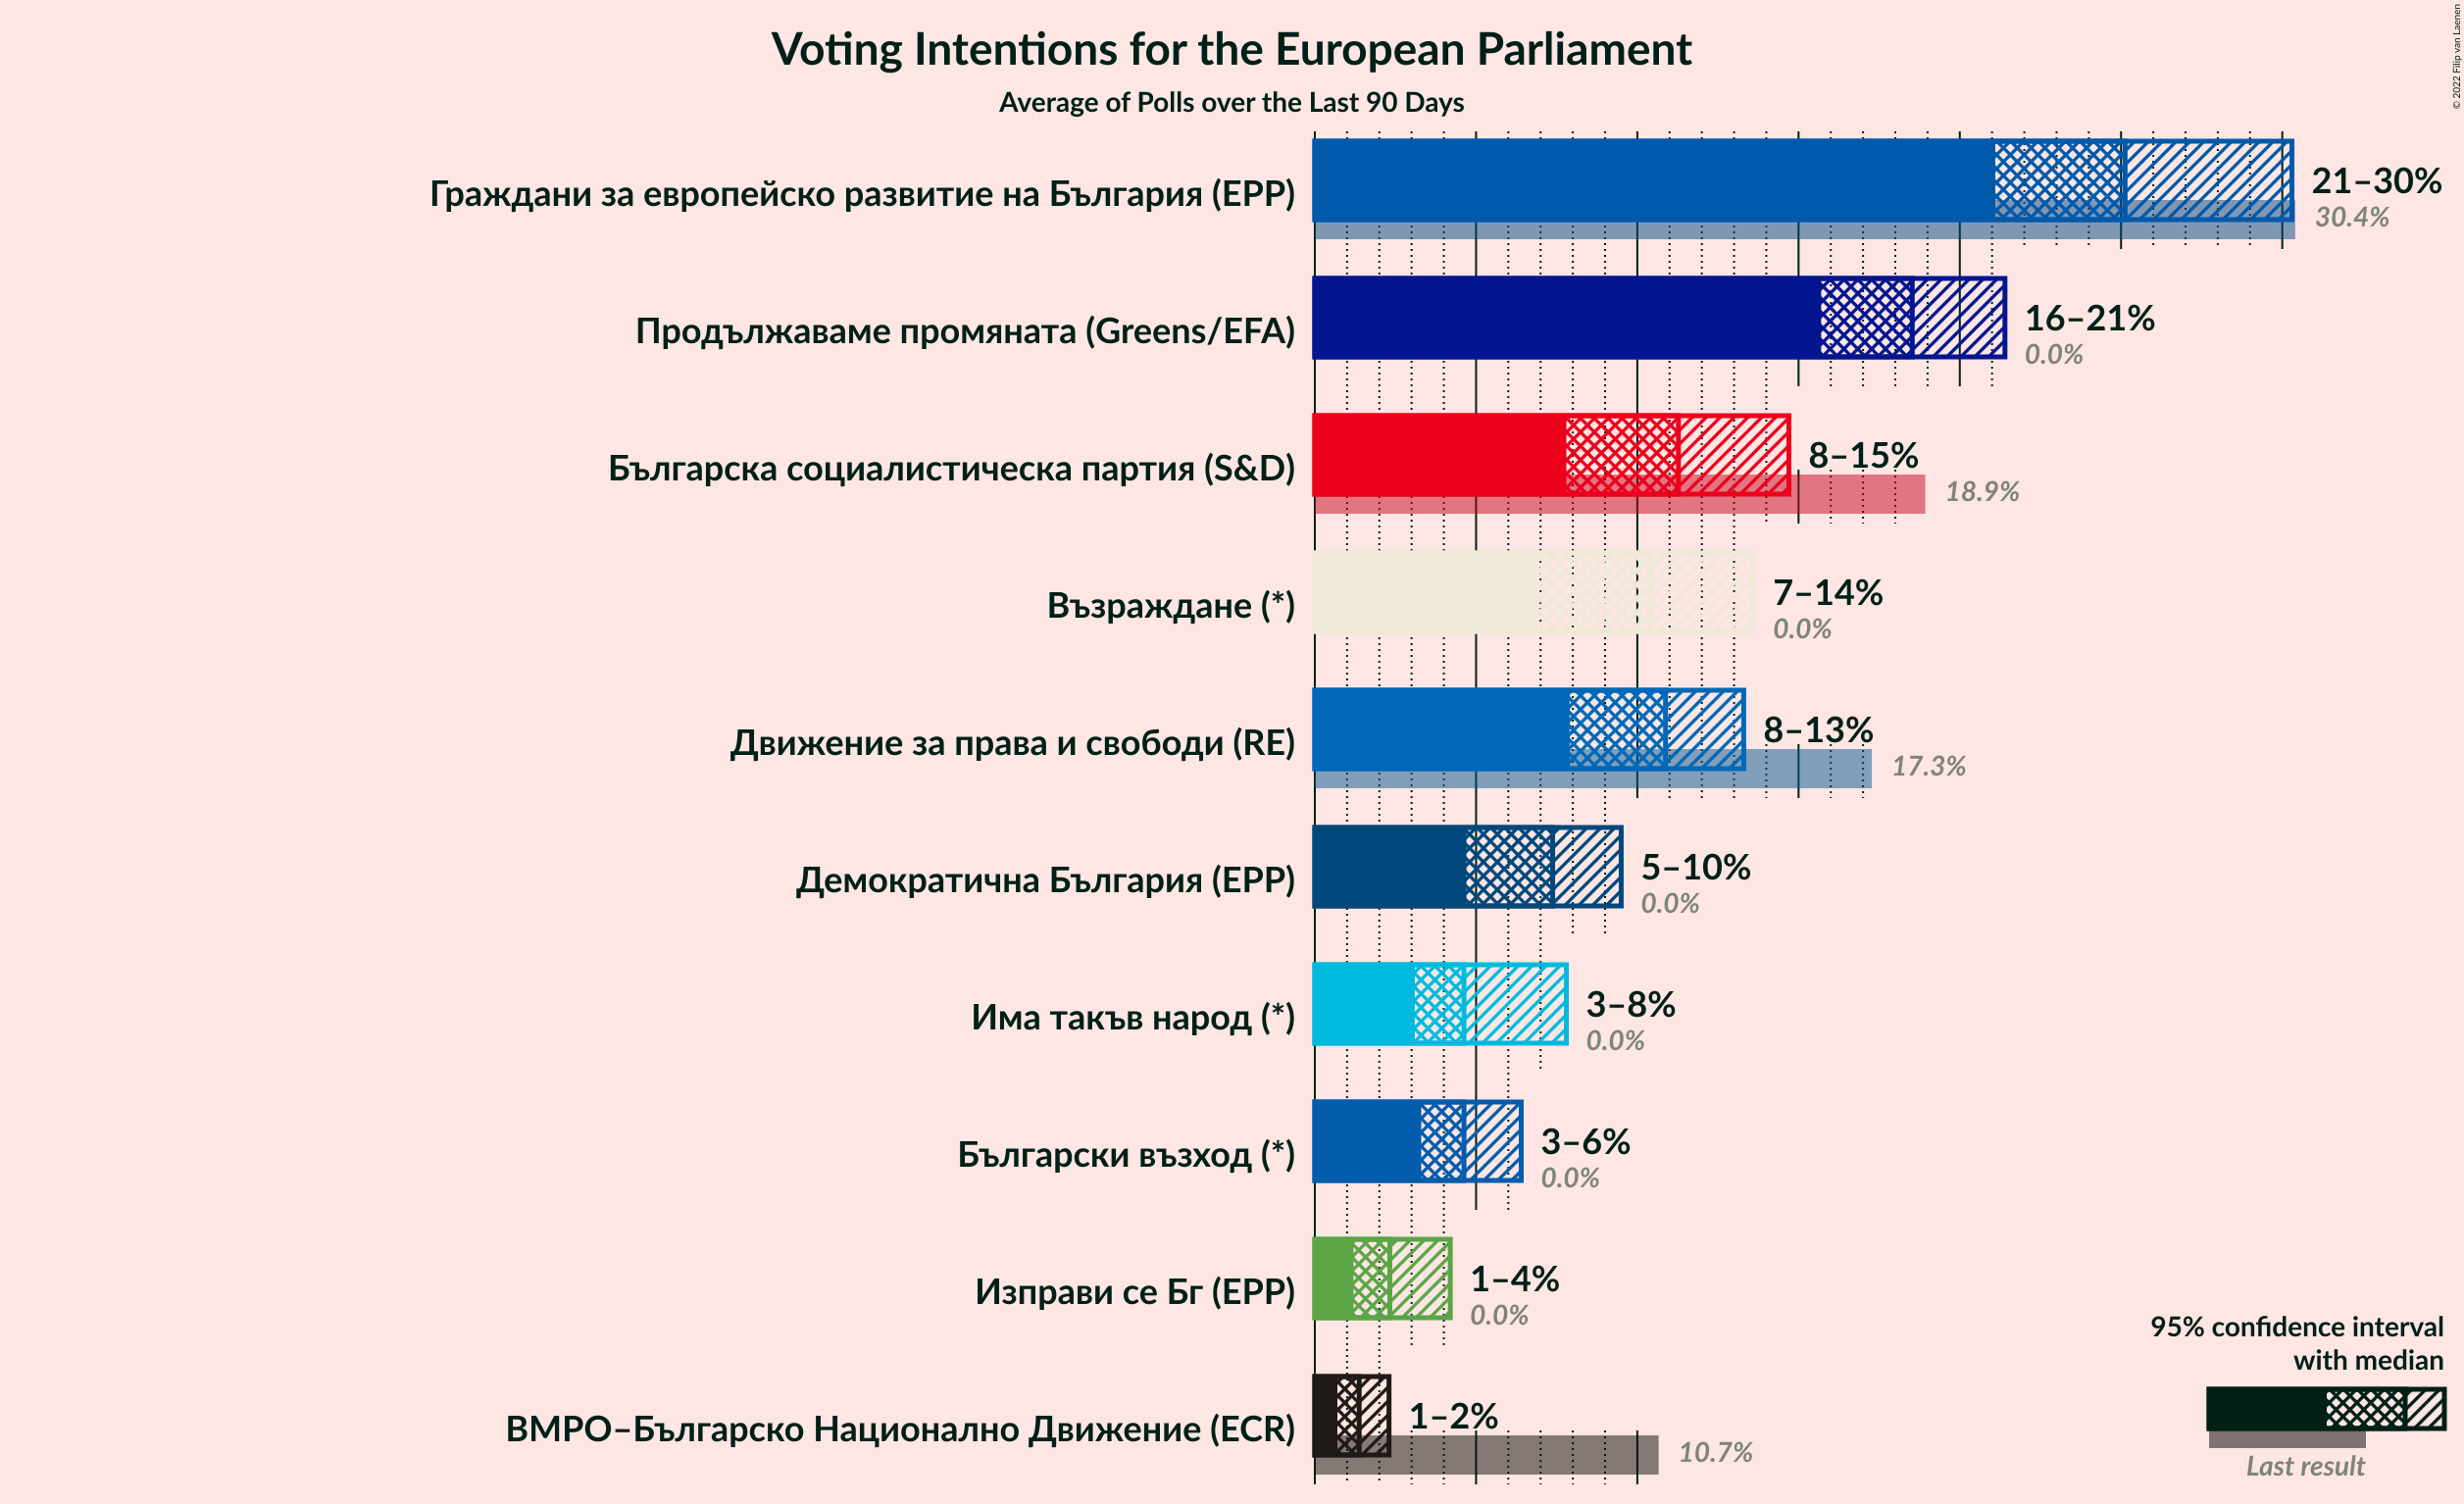 © 2022 Filip van Laenen
Voting Intentions for the European Parliament
Average of Polls over the Last 90 Days
Граждани за европейско развитие на България (EPP)
21–30%
30.4%
Продължаваме промяната (Greens/EFA)
16–21%
0.0%
Българска социалистическа партия (S&D)
8–15%
18.9%
Възраждане (*)
7–14%
0.0%
Движение за права и свободи (RE)
8–13%
17.3%
Демократична България (EPP)
5–10%
0.0%
Има такъв народ (*)
3–8%
0.0%
Български възход (*)
3–6%
0.0%
Изправи се Бг (EPP)
1–4%
0.0%
ВМРО–Българско Национално Движение (ECR)
1–2%
10.7%
95% confidence interval
with median
Last result